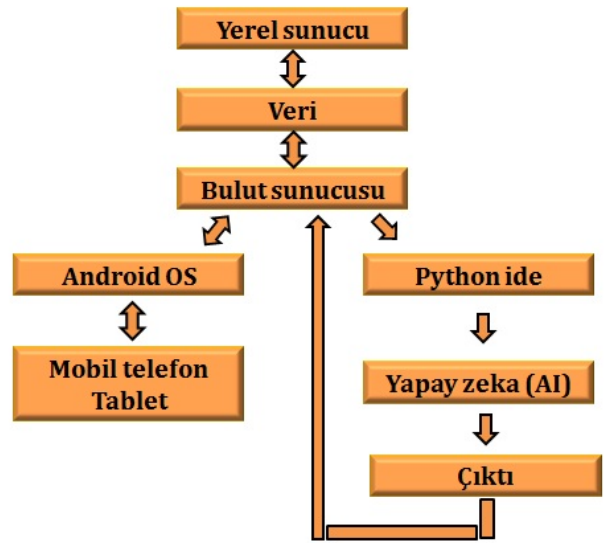 Yerel sunucu
Veri
Bulut sunucusu
Android OS
Mobil telefon
Tablet
Python ide
Yapay zeka (AI)
Çıktı